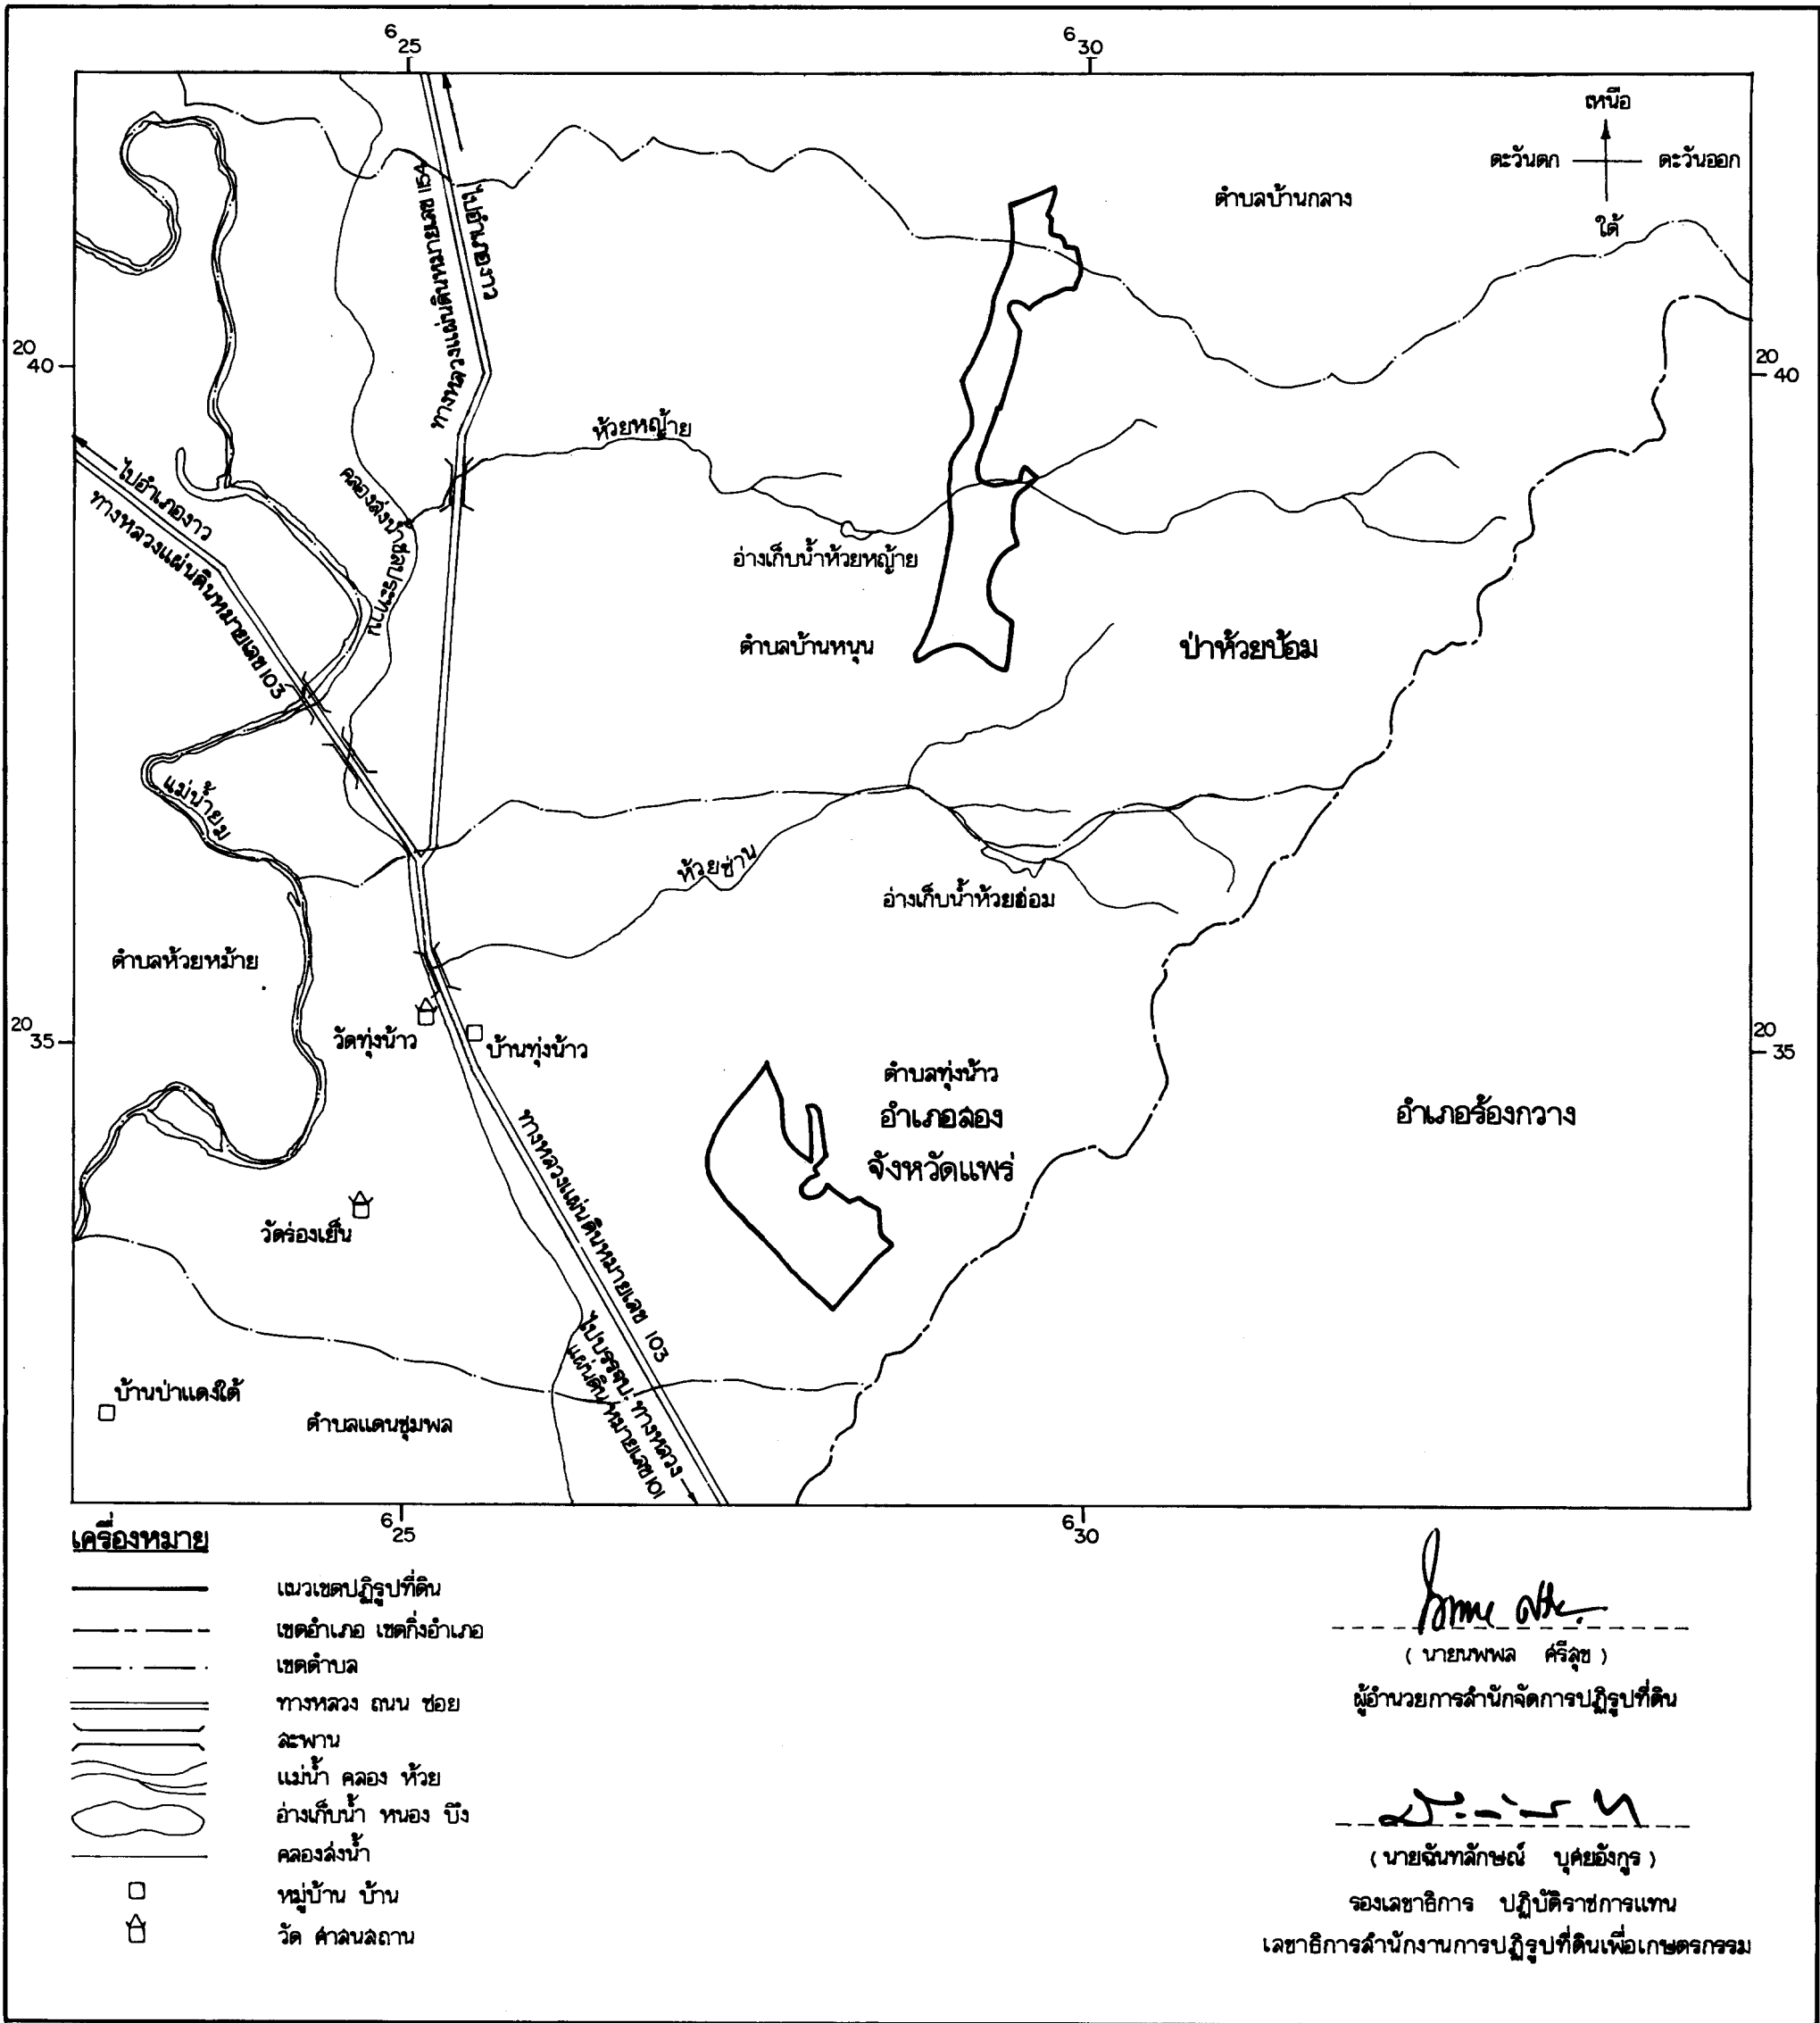 6 25
6 30
เหนือ
ตะวันตก
ตะวันออก
ใต้
ตำบลบ้านกลาง
ทางหลวงแผ่นดินหมายเลข 1154
ไปอำเภองาว
20 40
20 40
ห้วยหญ้าย
คลองส่งน้ำชลประทาน
ไปอำเภองาว
ทางหลวงแผ่นดินหมายเลข 103
อ่างเก็บน้ำห้วยหญ้าย
ตำบลบ้านหนุน
ป่าห้วยป้อม
แม่น้ำยม
ห้วยซ่าน
อ่างเก็บน้ำห้วยฮ่อม
ตำบลห้วยหม้าย
20 35
20 35
วัดทุ่งน้าว
บ้านทุ่งน้าว
ตำบลทุ่งน้าว
อำเภอสอง
จังหวัดแพร่
อำเภอร้องกวาง
ทางหลวงแผ่นดินหมายเลข 103
วัดร่องเย็น
ไปบรรจบ ทางหลวง
แผ่นดิน หมายเลข 101
บ้านป่าแดงใต้
ตำบลแดนชุมพล
6 25
6 30
เครื่องหมาย
แนวเขตปฏิรูปที่ดิน
เขตอำเภอ เขตกิ่งอำเภอ
เขตตำบล
ทางหลวง ถนน ซอย
สะพาน
แม่น้ำ คลอง ห้วย
อ่างเก็บน้ำ หนอง บึง
คลองส่งน้ำ
หมู่บ้าน บ้าน
วัด ศาสนสถาน
( นายนพพล ศรีสุข )
ผู้อำนวยการสำนักจัดการปฏิรูปที่ดิน
( นายฉันทลักษณ์ บุศยอังกูร )
รองเลขาธิการ ปฏิบัติราชการแทน
เลขาธิการสำนักงานการปฏิรูปที่ดินเพื่อเกษตรกรรม